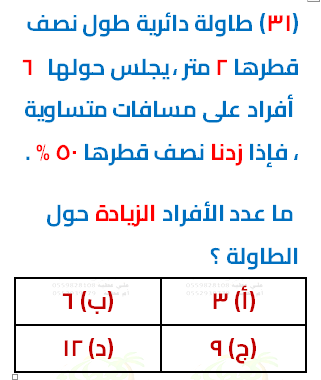 (٣١) طاولة دائرية طول نصف
قطرها ٢ متر ، يجلس حولها ٦
أفراد على مسافات متساوية
، فإذا زدنا نصف قطرها ٥٠ % .
ما عدد الأفراد الزيادة حول
الطاولة ؟
(أ) ٣ (ب) ٦
(ج) ٩ (د) ١٢